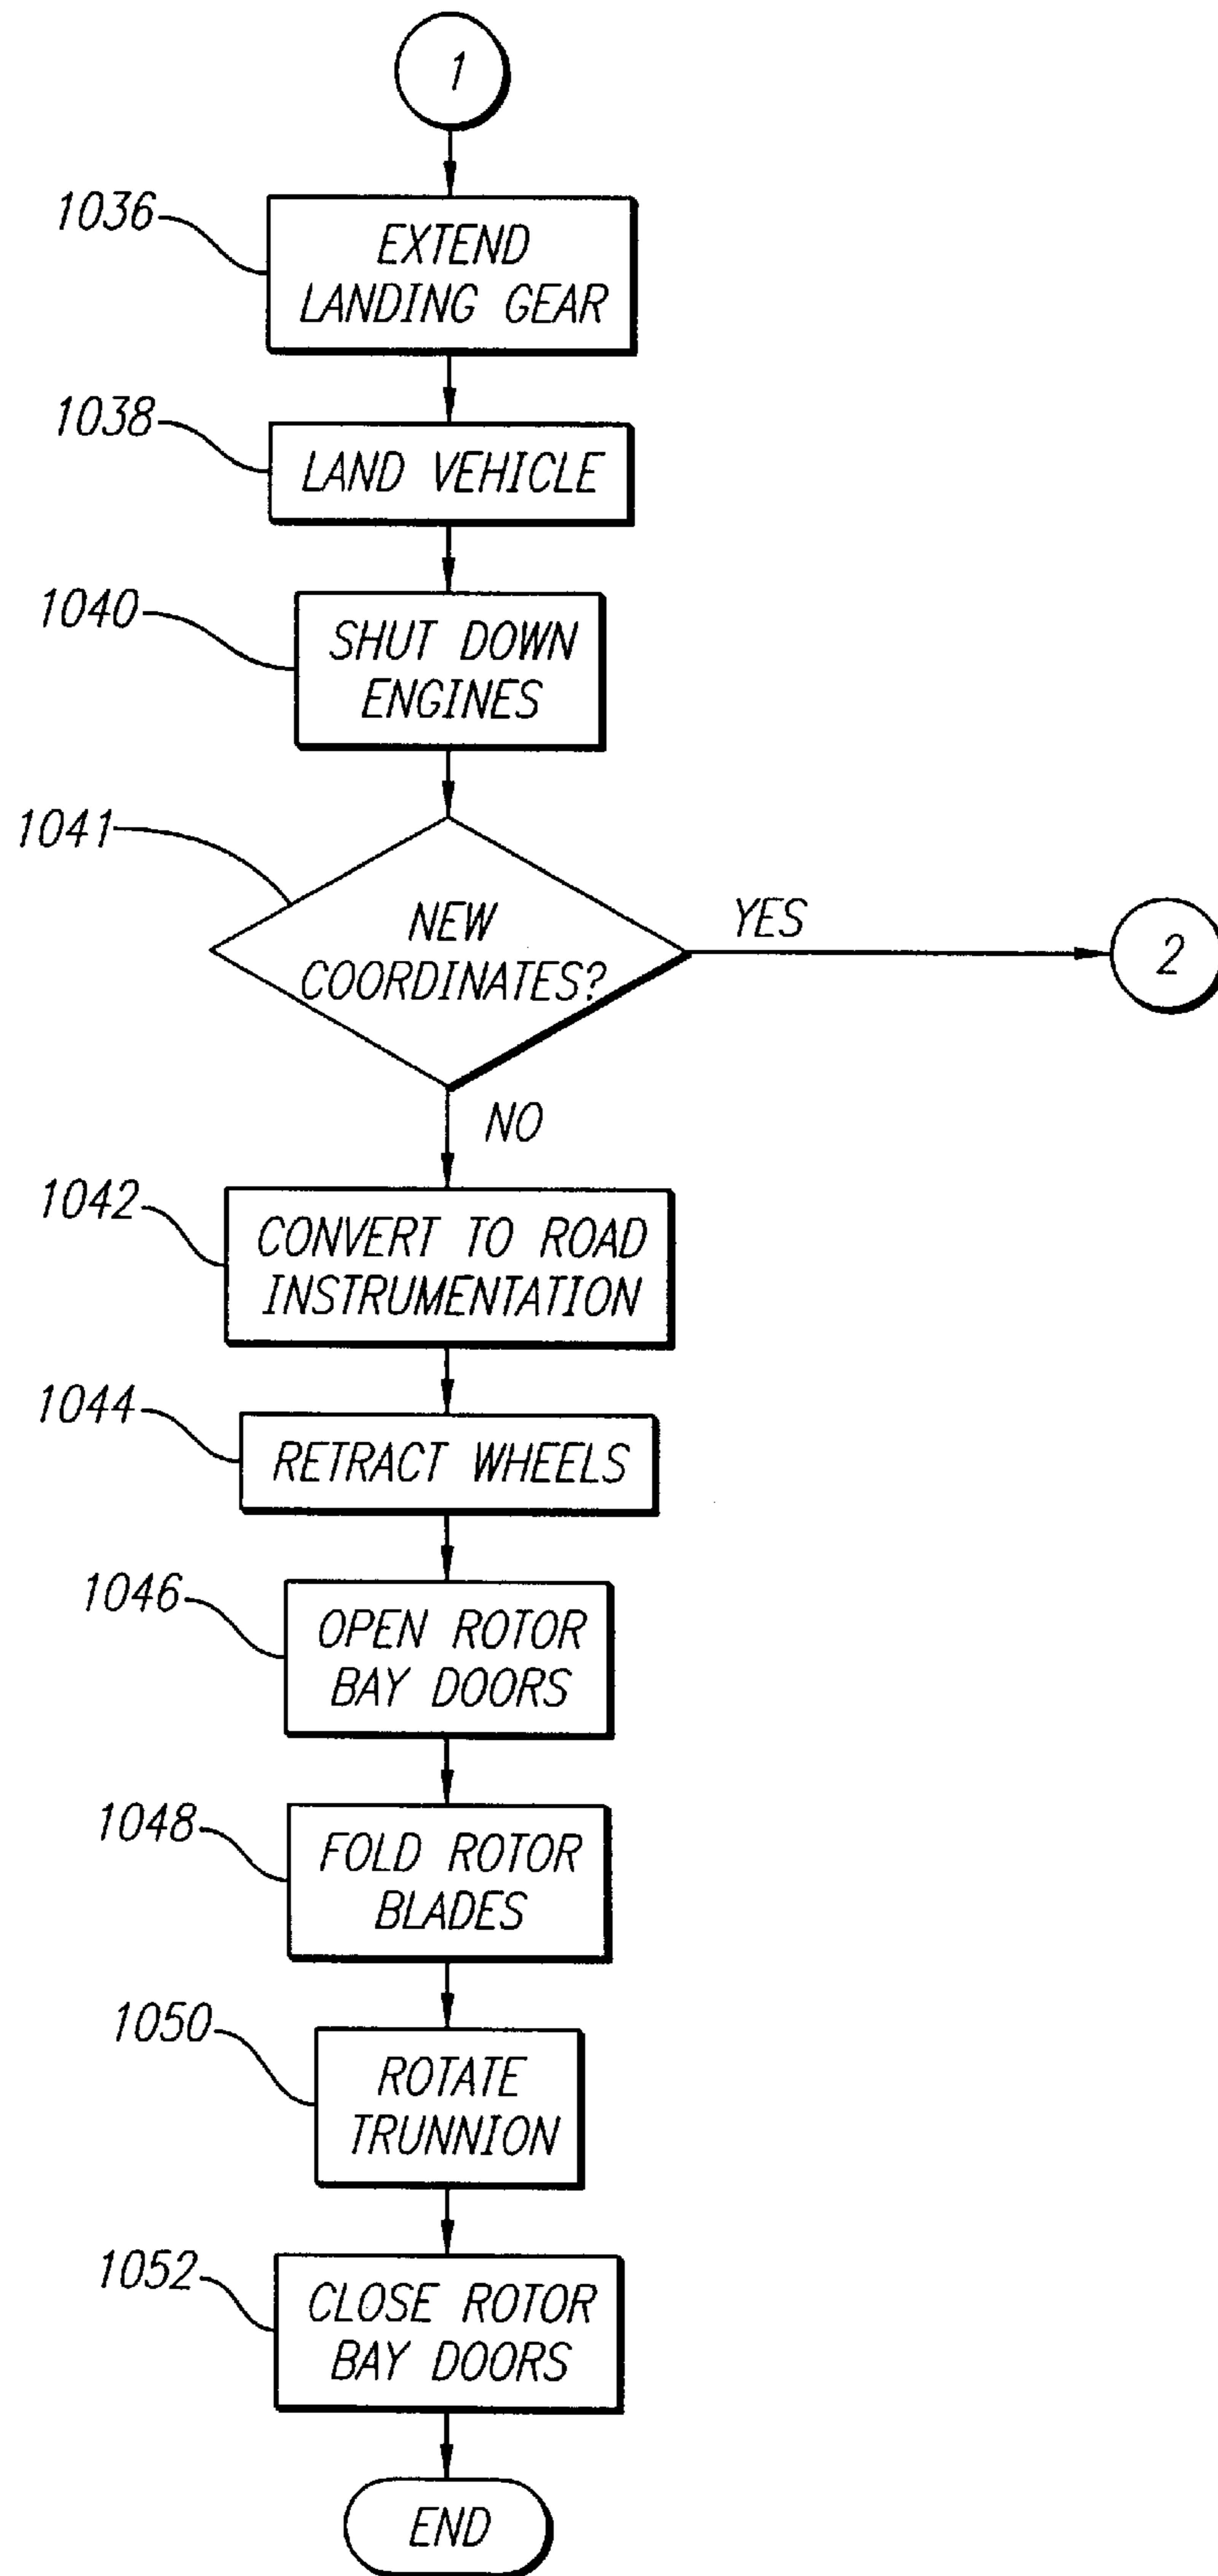 1
1036
EXTEND
LANDING GEAR
1038
LAND VEHICLE
1040
SHUT DOWN
ENGINES
1041
NEW
COORDINATES?
YES
2
NO
1042
CONVERT TO ROAD
INSTRUMENTATION
1044
RETRACT WHEELS
1046
OPEN ROTOR
BAY DOORS
1048
FOLD ROTOR
BLADES
1050
ROTATE
TRUNNION
1052
CLOSE ROTOR
BAY DOORS
END